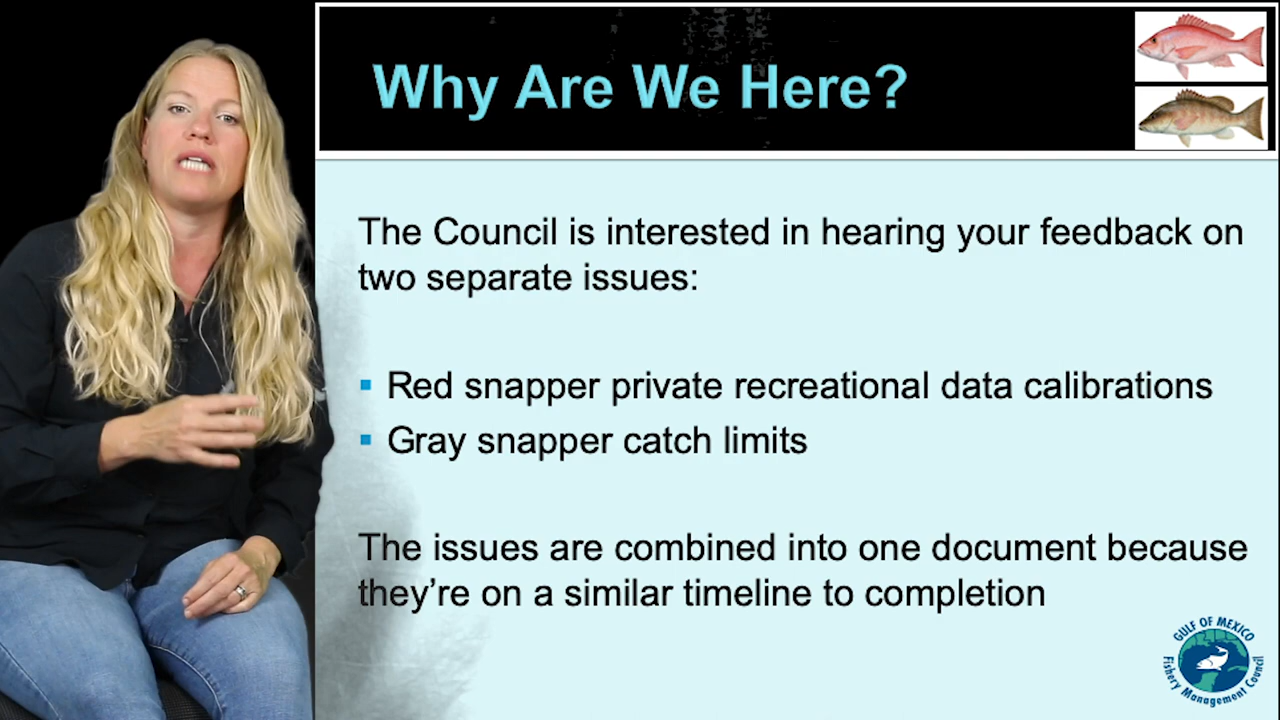 Why Are We Here?
The Council is interested in hearing your feedback on
two separate issues:
▪ Red snapper private recreational data calibrations
▪ Gray snapper catch limits
The issues are combined into one document because
they’re on a similar timeline to completion
GULF OF MEXICO
Fishery Management Council